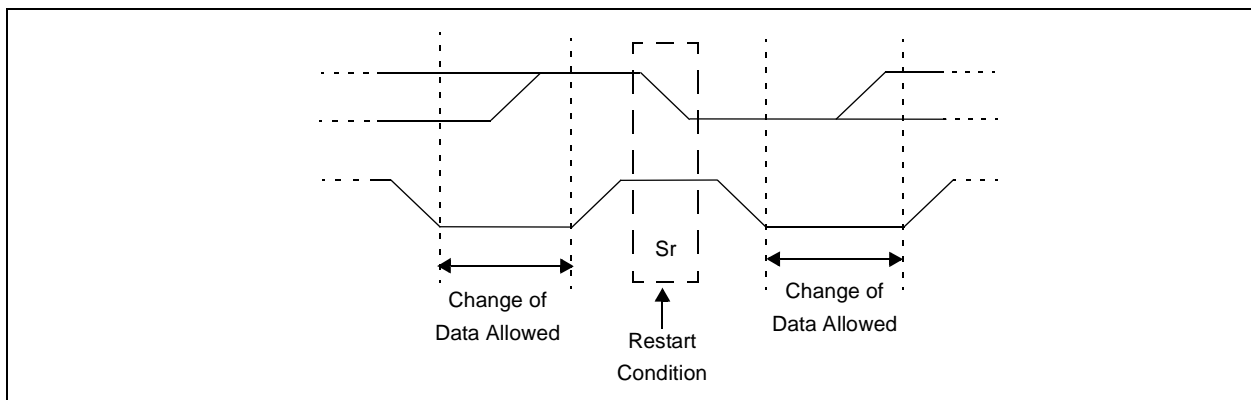 Sr
Change of
Data Allowed
Restart
Condition
Change of
Data Allowed